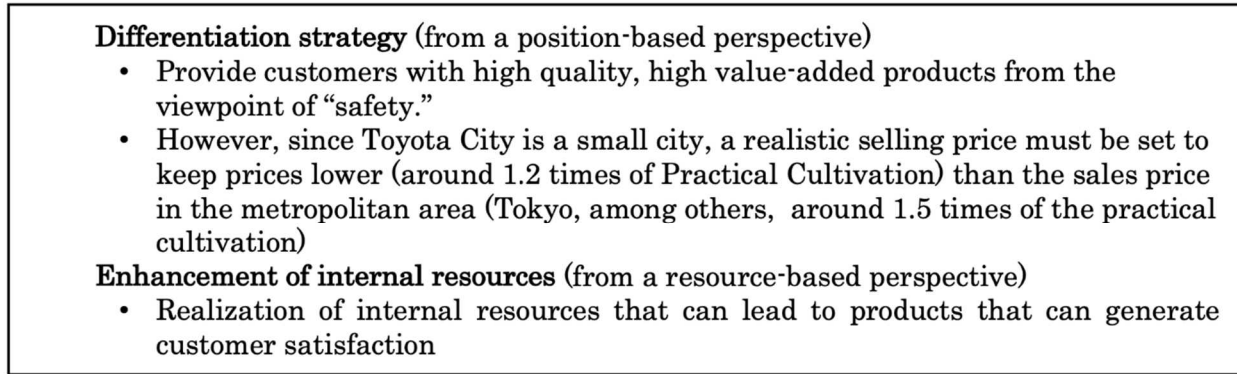 Differentiation strategy (from a position-based perspective)
• Provide customers with high quality, high value-added products from the
viewpoint of “safety.”
• However, since Toyota City is a small city, a realistic selling price must be set to
keep prices lower (around 1.2 times of Practical Cultivation) than the sales price
in the metropolitan area (Tokyo, among others, around 1.5 times of the practical
cultivation)
Enhancement of internal resources (from a resource-based perspective)
• Realization of internal resources that can lead to products that can generate
customer satisfaction